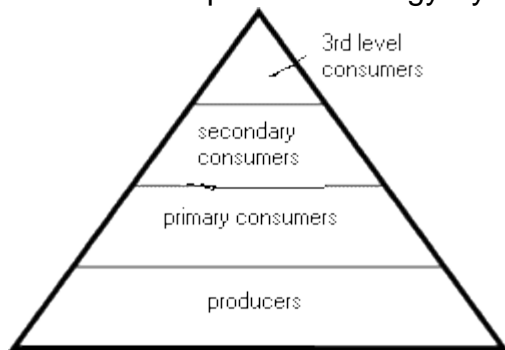 3rd level
consumers
secondary
consumers
primary consumers
producers